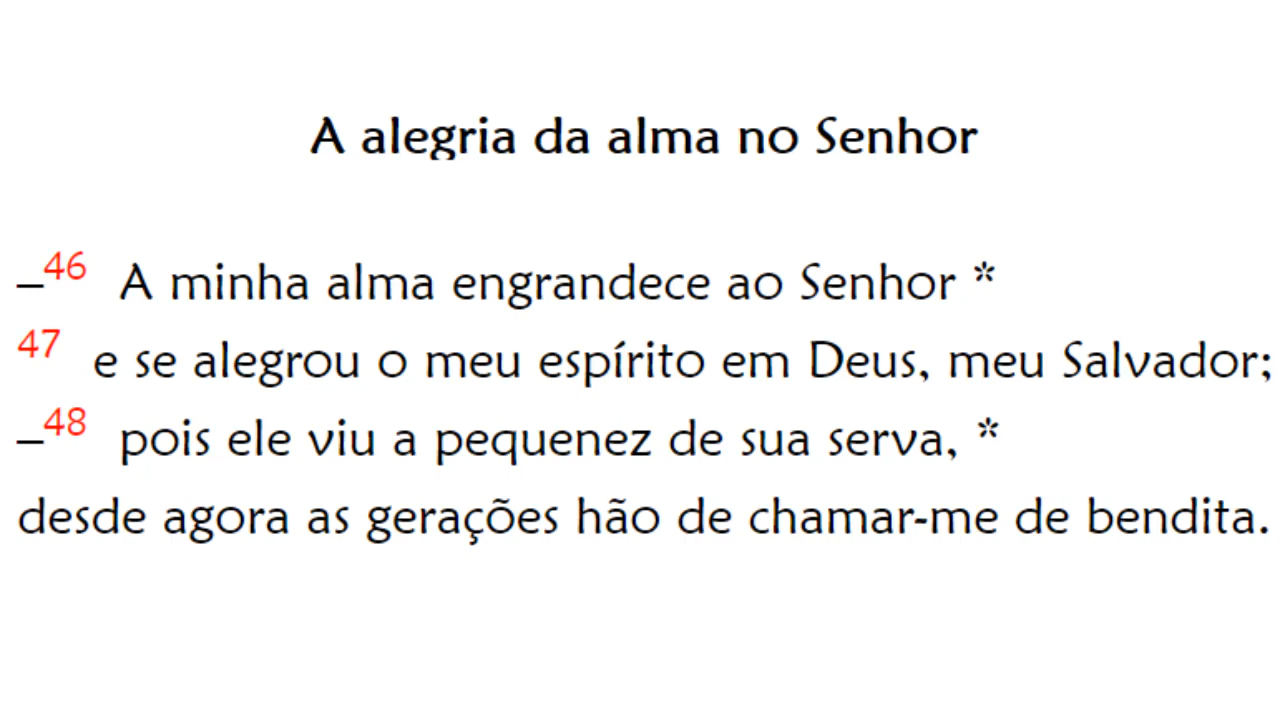 A alegria da alma no Senhor
–46 A minha alma engrandece ao Senhor *
47 e se alegrou o meu espírito em Deus, meu Salvador;
–48 pois ele viu a pequenez de sua serva, *
desde agora as gerações hão de chamar-me de bendita.